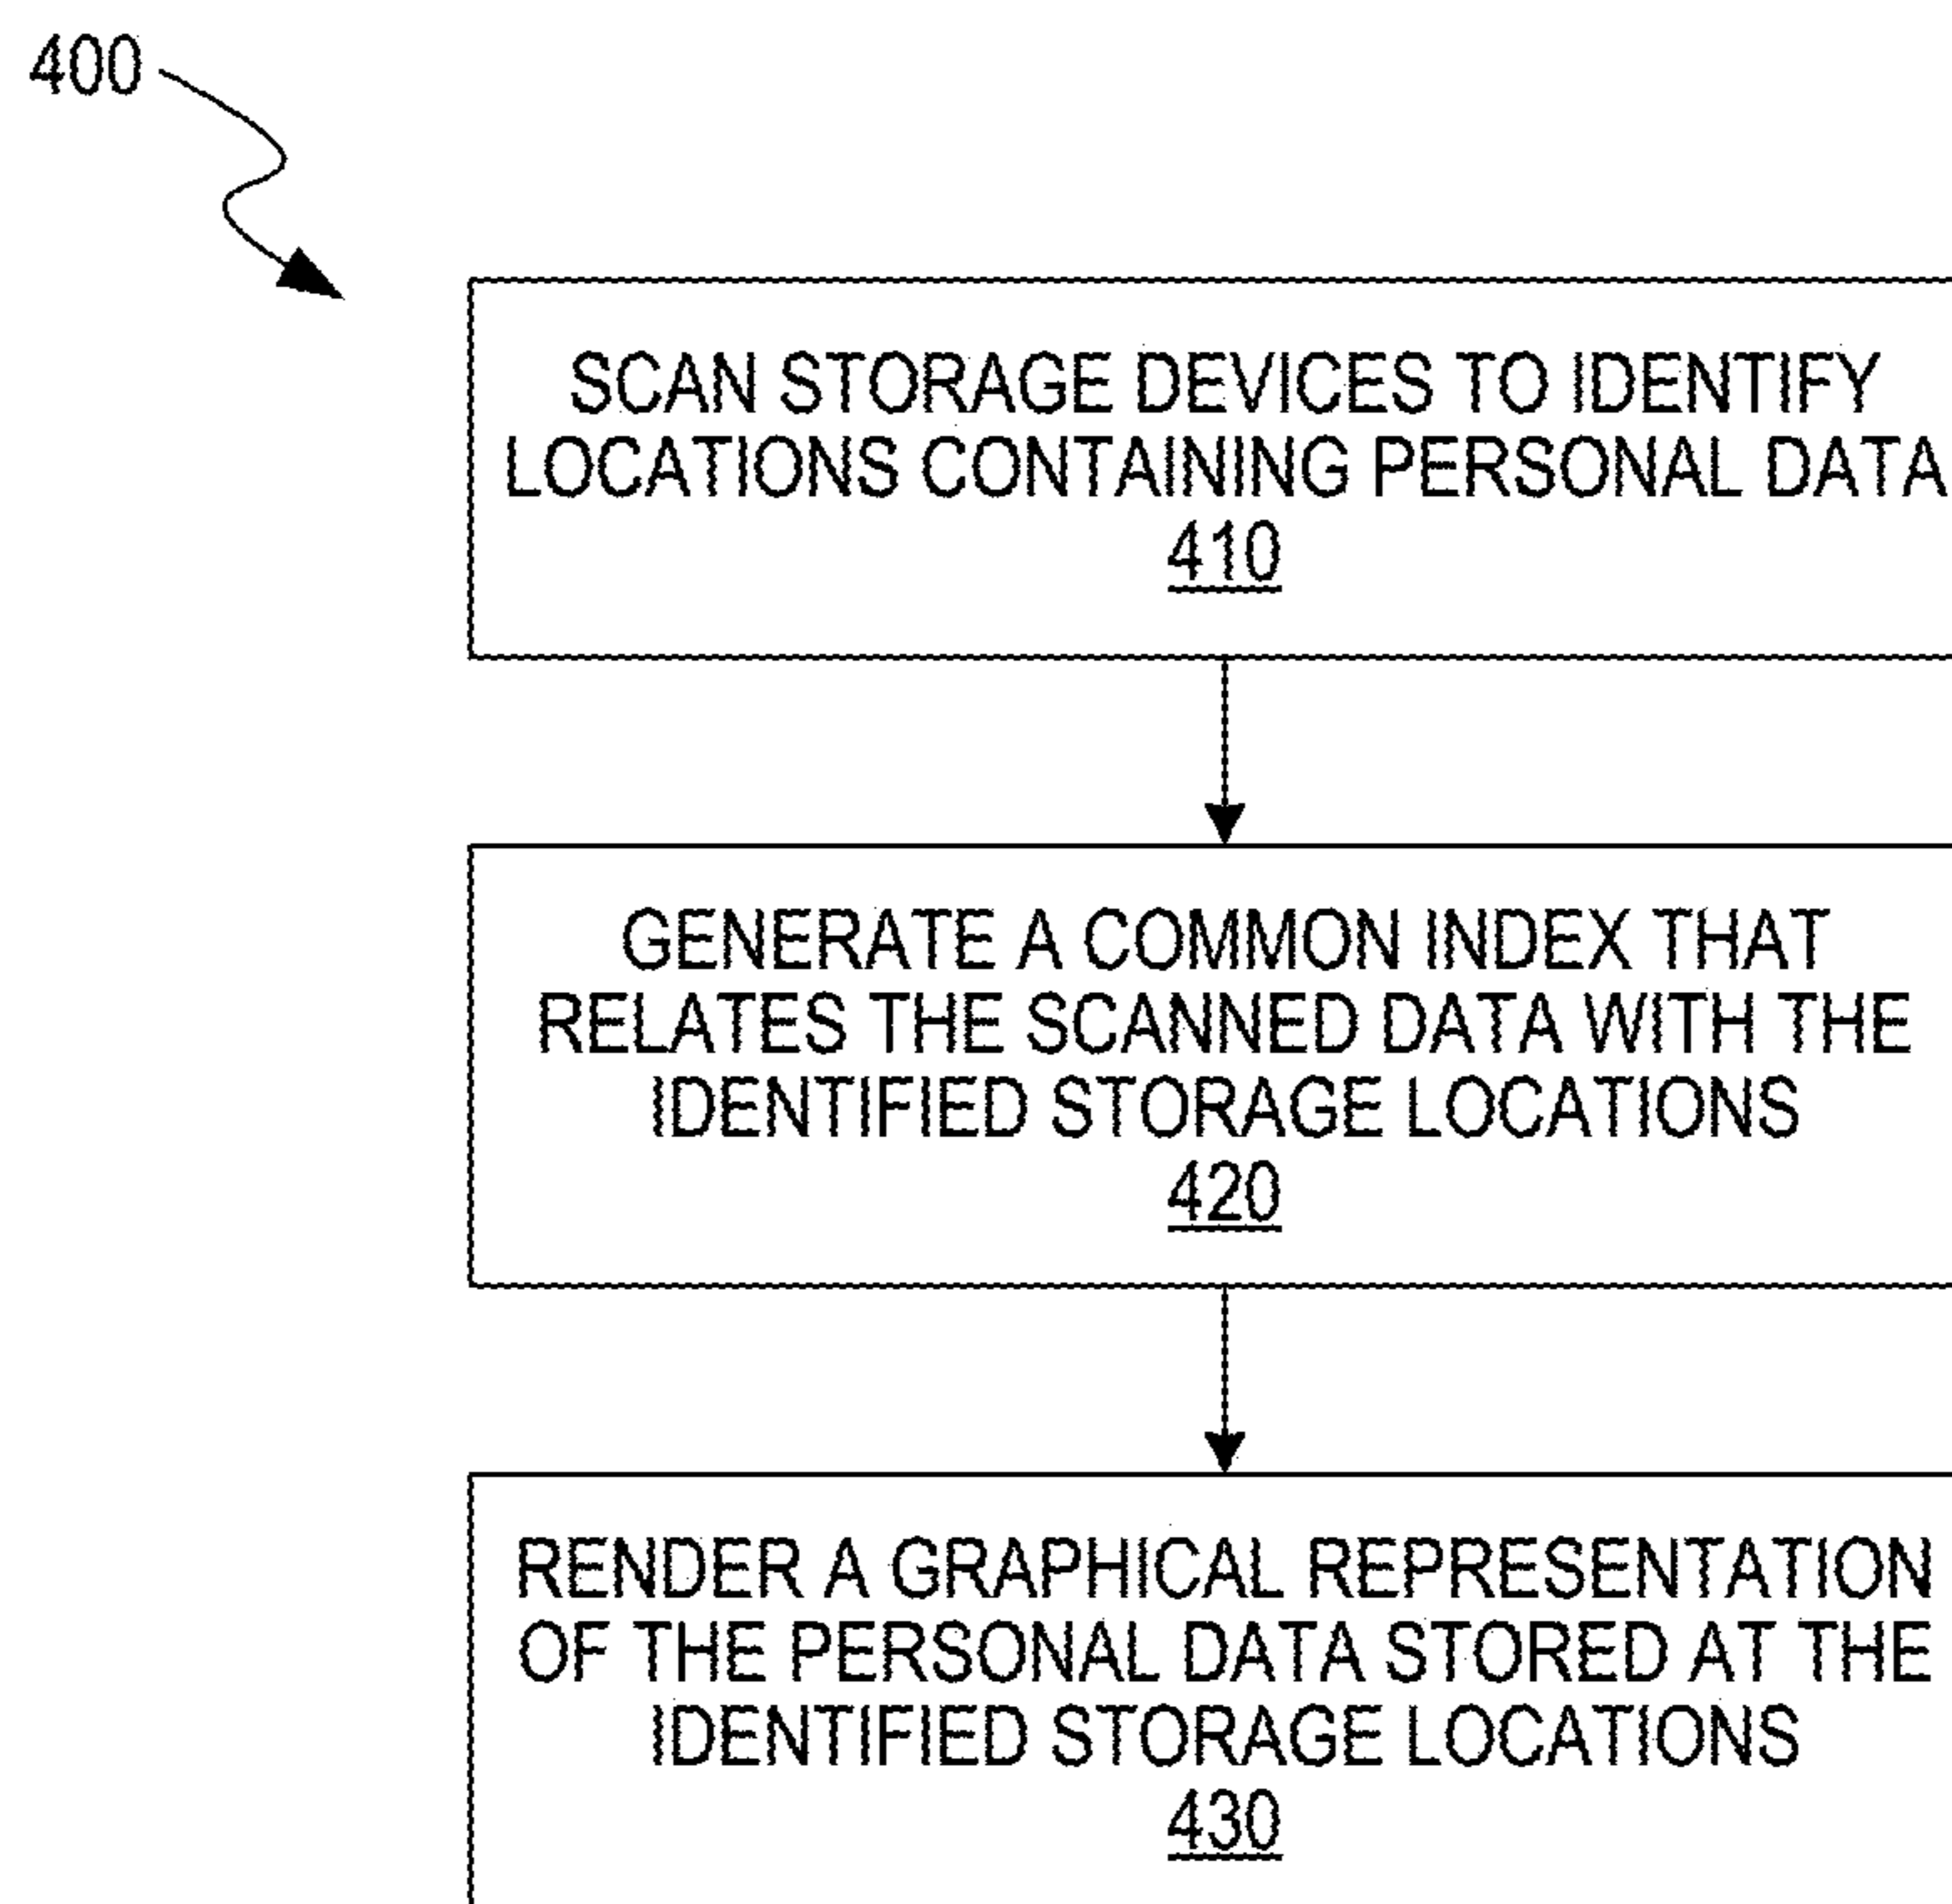 400
SCAN STORAGE DEVICES TO IDENTIFY
LOCATIONS CONTAINING PERSONAL DATA
410
GENERATE A COMMON INDEX THAT
RELATES THE SCANNED DATA WITH THE
IDENTIFIED STORAGE LOCATIONS
420
RENDER A GRAPHICAL REPRESENTATION
OF THE PERSONAL DATA STORED AT THE
IDENTIFIED STORAGE LOCATIONS
430